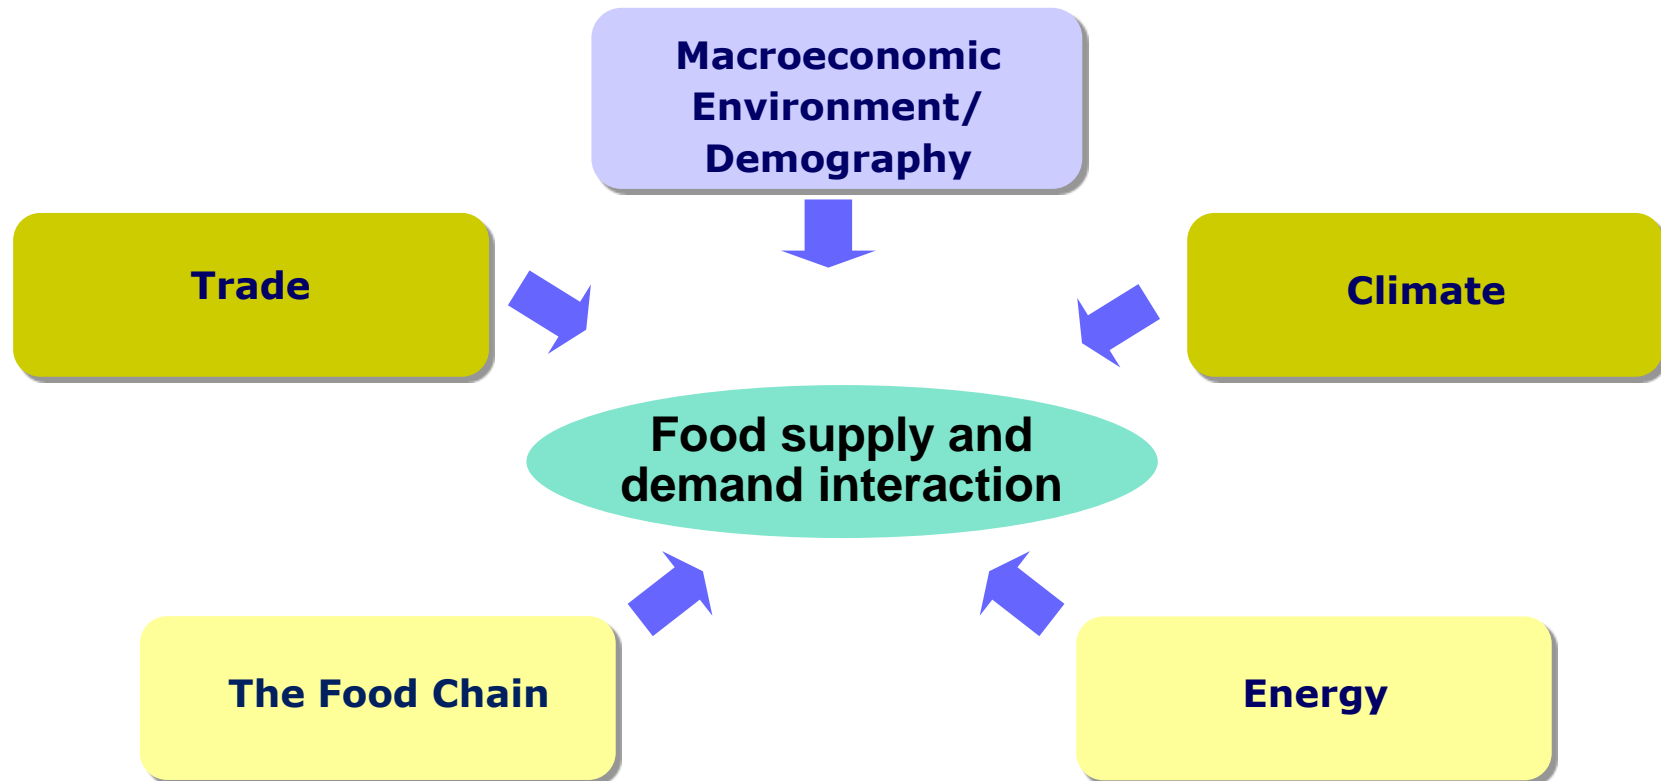 Macroeconomic
Environment/
Demography
Trade
Climate
Food supply and
demand interaction
The Food Chain
Energy